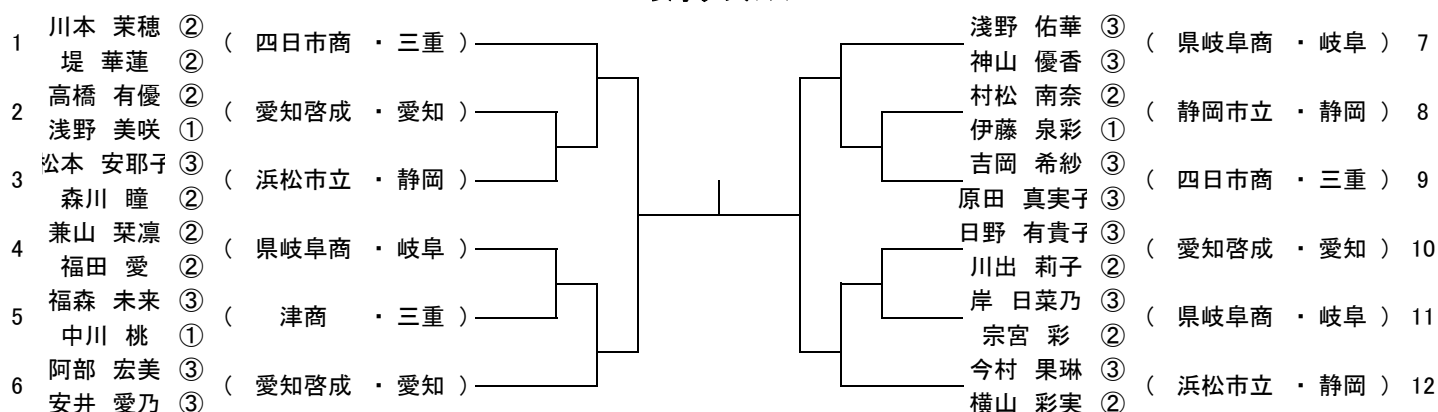 川本 茉穂 ②
1 ( 四日市商 ・ 三重 )
堤 華蓮 ②
高橋 有優 ②
2 ( 愛知啓成 ・ 愛知 )
浅野 美咲 ①
松本 安耶子 ③
3 ( 浜松市立 ・ 静岡 )
森川 瞳 ②
兼山 栞凛 ②
4 ( 県岐阜商 ・ 岐阜 )
福田 愛 ②
福森 未来 ③
5 ( 津商 ・ 三重 )
中川 桃 ①
阿部 宏美 ③
6 ( 愛知啓成 ・ 愛知 )
安井 愛乃 ③
淺野 佑華 ③
( 県岐阜商 ・ 岐阜 ) 7
神山 優香 ③
村松 南奈 ②
( 静岡市立 ・ 静岡 ) 8
伊藤 泉彩 ①
吉岡 希紗 ③
( 四日市商 ・ 三重 ) 9
原田 真実子 ③
日野 有貴子 ③
( 愛知啓成 ・ 愛知 ) 10
川出 莉子 ②
岸 日菜乃 ③
( 県岐阜商 ・ 岐阜 ) 11
宗宮 彩 ②
今村 果琳 ③
( 浜松市立 ・ 静岡 ) 12
横山 彩実 ②